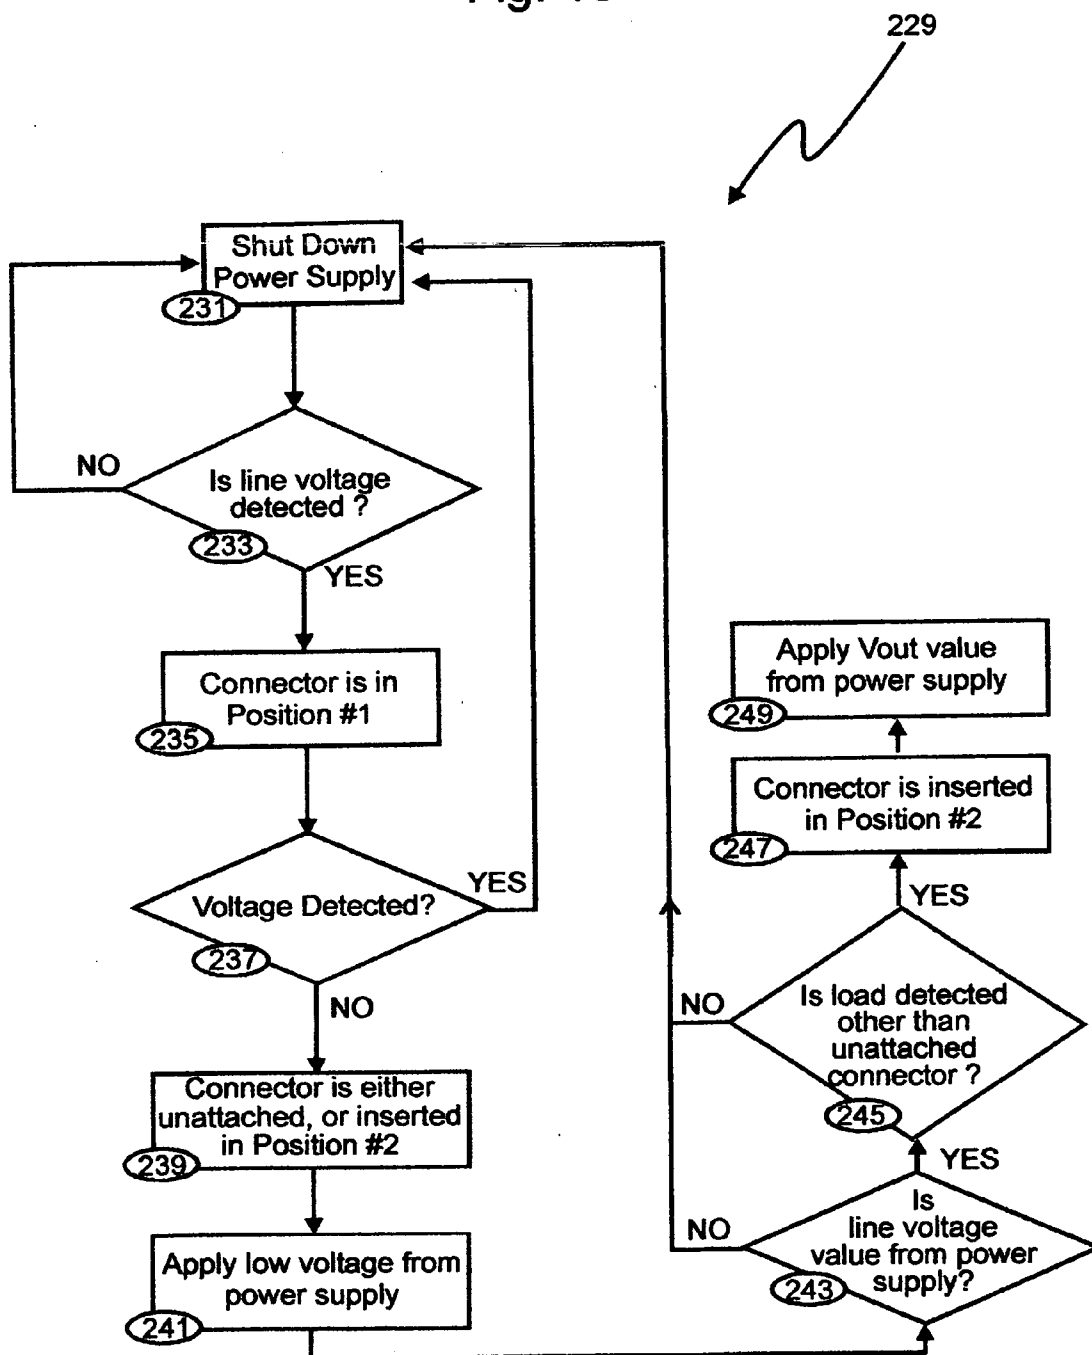 229
Shut Down
Power Supply
231
NO
Is line voltage
detected ?
233
YES
Connector is in
Position #1
235
YES
Voltage Detected?
237
NO
Connector is either
unattached, or inserted
in Position #2
239
Apply low voltage from
power supply
241
Apply Vout value
from power supply
249
Connector is inserted
in Position #2
247
YES
NO
Is load detected
other than
unattached
connector ?
245
YES
NO
Is
line voltage
value from power
supply?
243